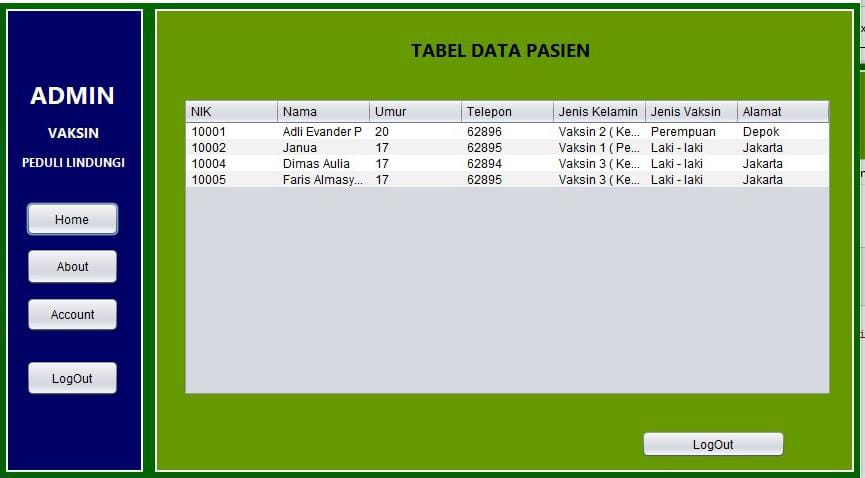 ADMIN
VAKSIN
PEDULI LINDUNGI
Home
About
Account
LogOut
TABEL DATA PASIEN
NIK Nama Umur Telepon Jenis Kelamin Jenis Vaksin Alamat
10001 Adli Evander P 20 62896 Vaksin 2 ( Ke... Perempuan Depok
10002 Janua 17 62895 Vaksin 1 ( Pe... Laki - laki Jakarta
10004 Dimas Aulia 17 62894 Vaksin 3 ( Ke... Laki - laki Jakarta
10005 Faris Almasy... 17 62895 Vaksin 3 ( Ke... Laki - laki Jakarta
LogOut